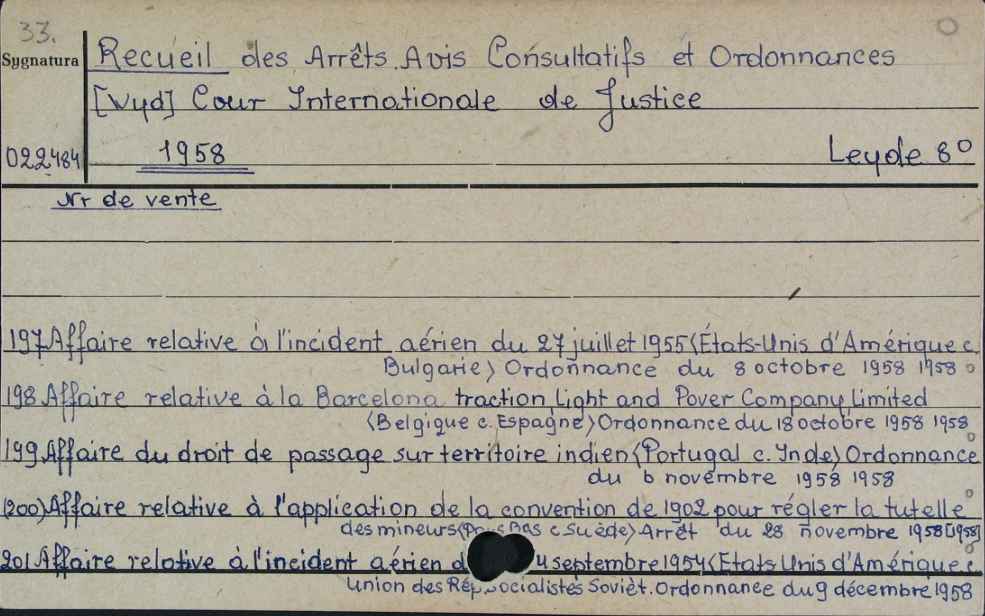 33.
Sygnatura
Recueil des Arrêts. Avis Consultatifs et Ordonnances
[Wyd] Cour Internationale de Justice
022484 1958 Leyde 8º
Nr de vente
197 Affaire relative à l'incident aérien du 27 juillet 1955 (États-Unis d'Amérique c.
Bulgarie) Ordonnance du 8 octobre 1958 1958
198 Affaire relative à la Barcelona traction Light and Pover Company, Limited
(Belgique c. Espagne) Ordonnance du 18 octobre 1958 1958
199 Affaire du droit de passage sur territoire indien (Portugal c. Inde) Ordonnance
du 6 novembre 1958 1958
(200) Affaire relative à l'application de la convention de 1902 pour régler la tutelle
des mineurs (Bas c Suède) Arrêt du 28 novembre 1958 [1958]
201 Affaire relative à l'incident aérien 4 septembre 1954 (Etats Unis d'Amérique c.
Union des Rép. Socialistes Soviét. Ordonnance du 9 décembre 1958